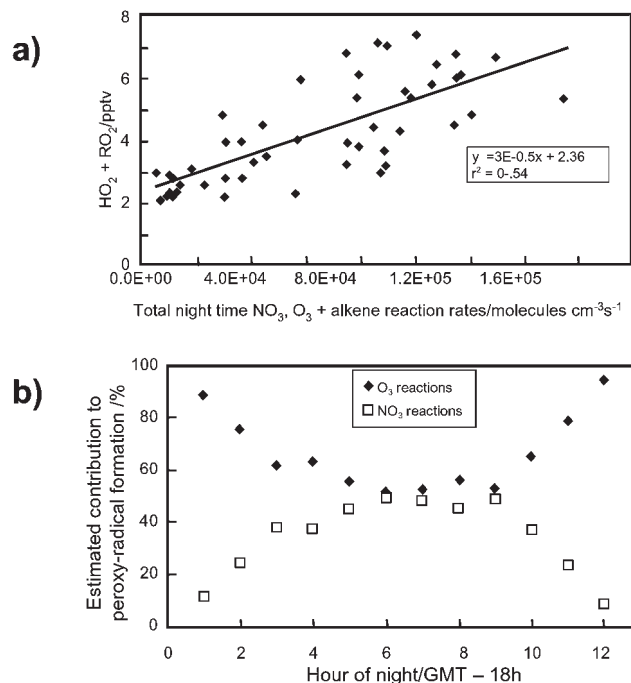 a)
HO₂ + RO₂/pptv
8
6
4
2
0
0.E+00
4.E+04
8.0E+04
1.20E+05
1.6E+05
y =3E-0.5x + 2.36
r² = 0-.54
Total night time NO₃, O₃ + alkene reaction rates/molecules cm⁻³s⁻¹
b)
Estimated contribution to
peroxy-radical formation /%
100
80
60
40
20
0
O₃ reactions
NO₃ reactions
0
2
4
6
8
10
12
Hour of night/GMT – 18h